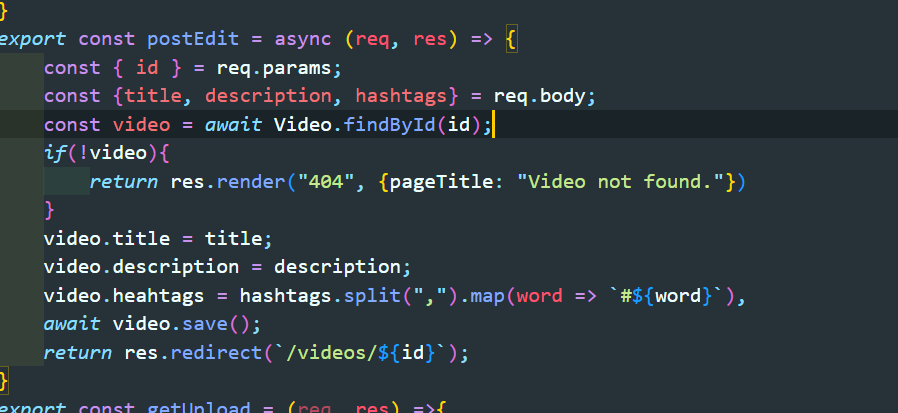 }
export const postEdit = async (req, res) => {
const { id } = req.params;
const {title, description, hashtags} = req.body;
const video = await Video.findById(id);
if(!video){
return res.render("404", {pageTitle: "Video not found."})
}
video.title = title;
video.description = description;
video.heahtags = hashtags.split(",").map(word => `#${word}`),
await video.save();
return res.redirect(`/videos/${id}`);
}
export const getUpload = (req, res) =>{